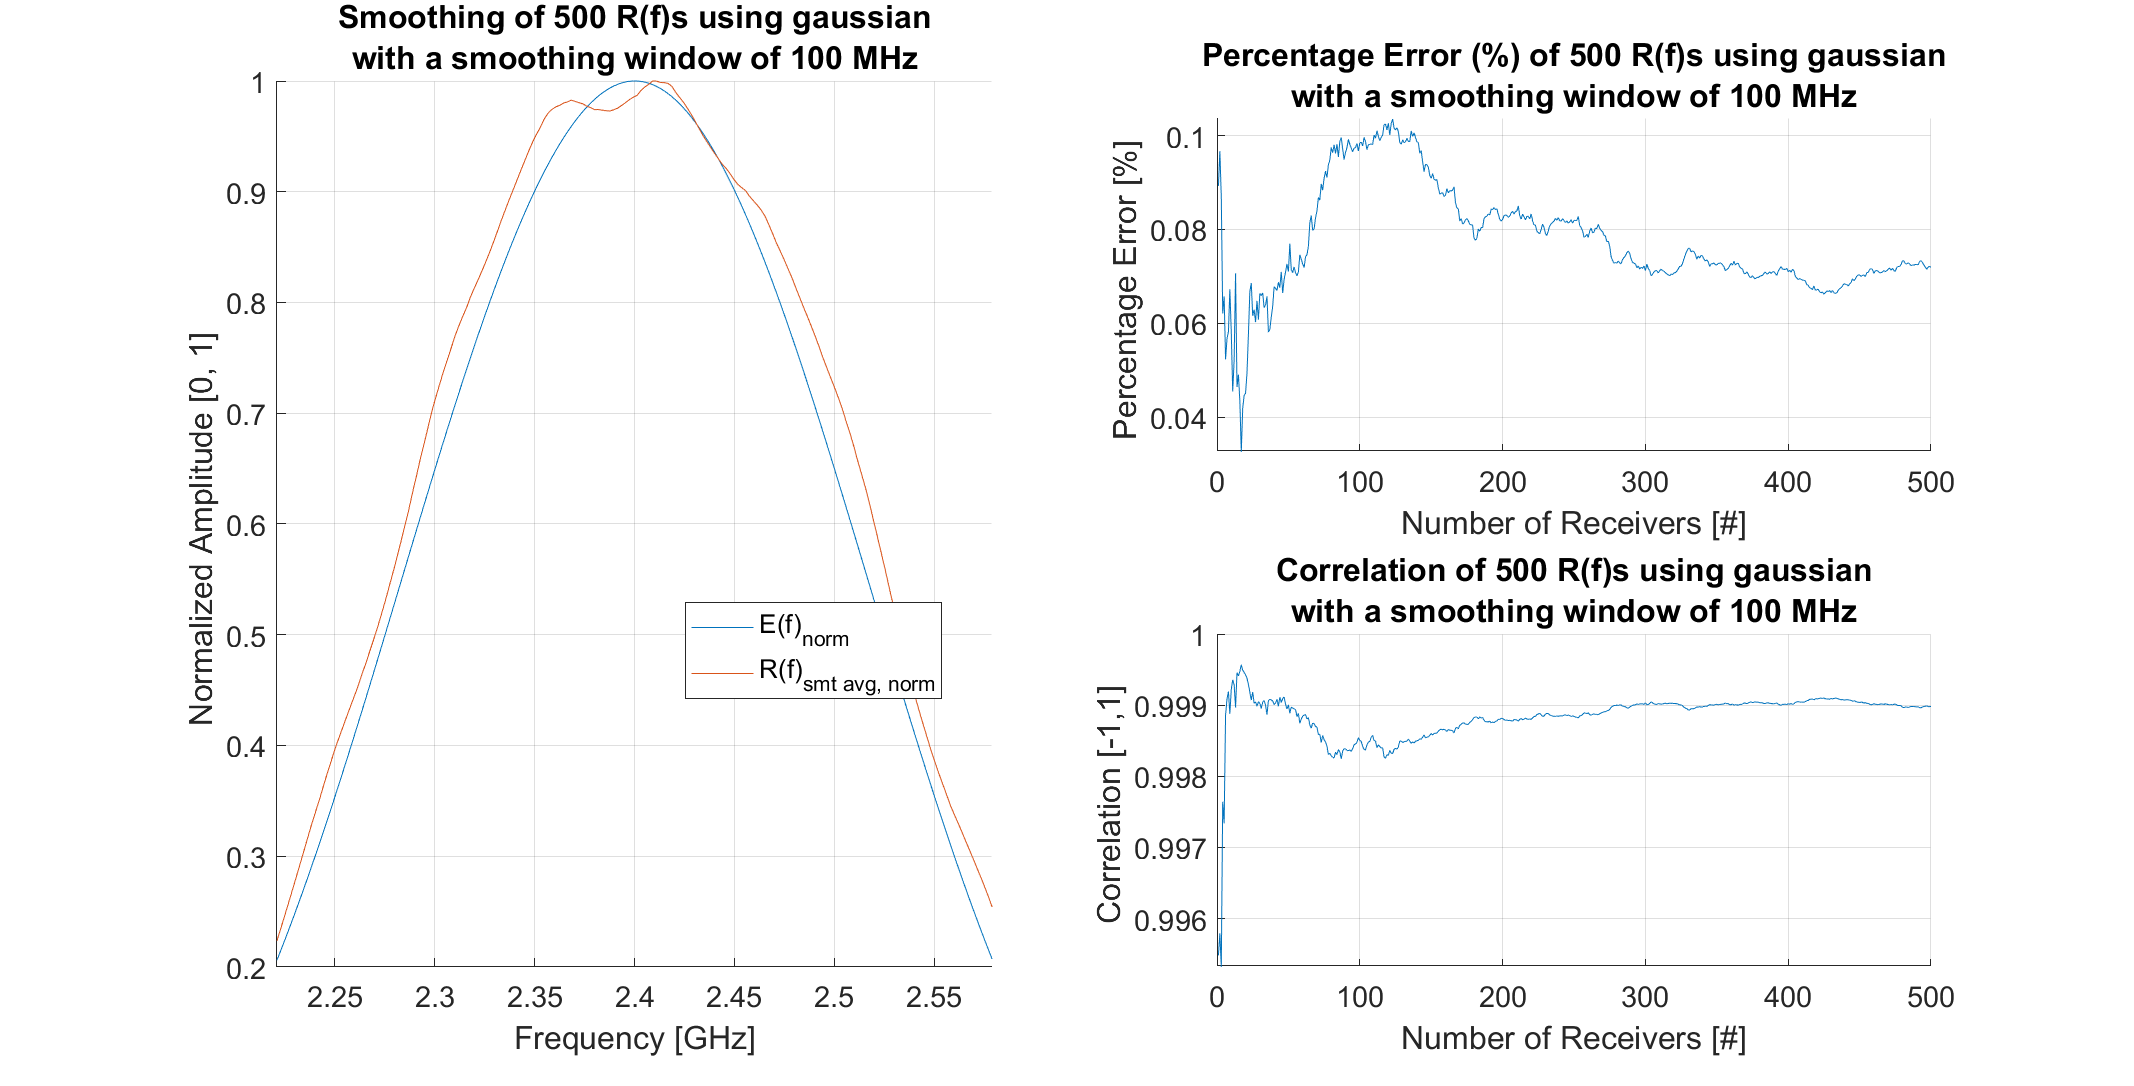 Smoothing of 500 R(f)s using gaussian
with a smoothing window of 100 MHz
Normalized Amplitude [0, 1]
1
0.9
0.8
0.7
0.6
0.5
0.4
0.3
0.2
2.25 2.3 2.35 2.4 2.45 2.5 2.55
Frequency [GHz]
E(f)norm
R(f)smt avg, norm
Percentage Error (%) of 500 R(f)s using gaussian
with a smoothing window of 100 MHz
Percentage Error [%]
0.1
0.08
0.06
0.04
0 100 200 300 400 500
Number of Receivers [#]
Correlation of 500 R(f)s using gaussian
with a smoothing window of 100 MHz
Correlation [-1,1]
1
0.999
0.998
0.997
0.996
0 100 200 300 400 500
Number of Receivers [#]